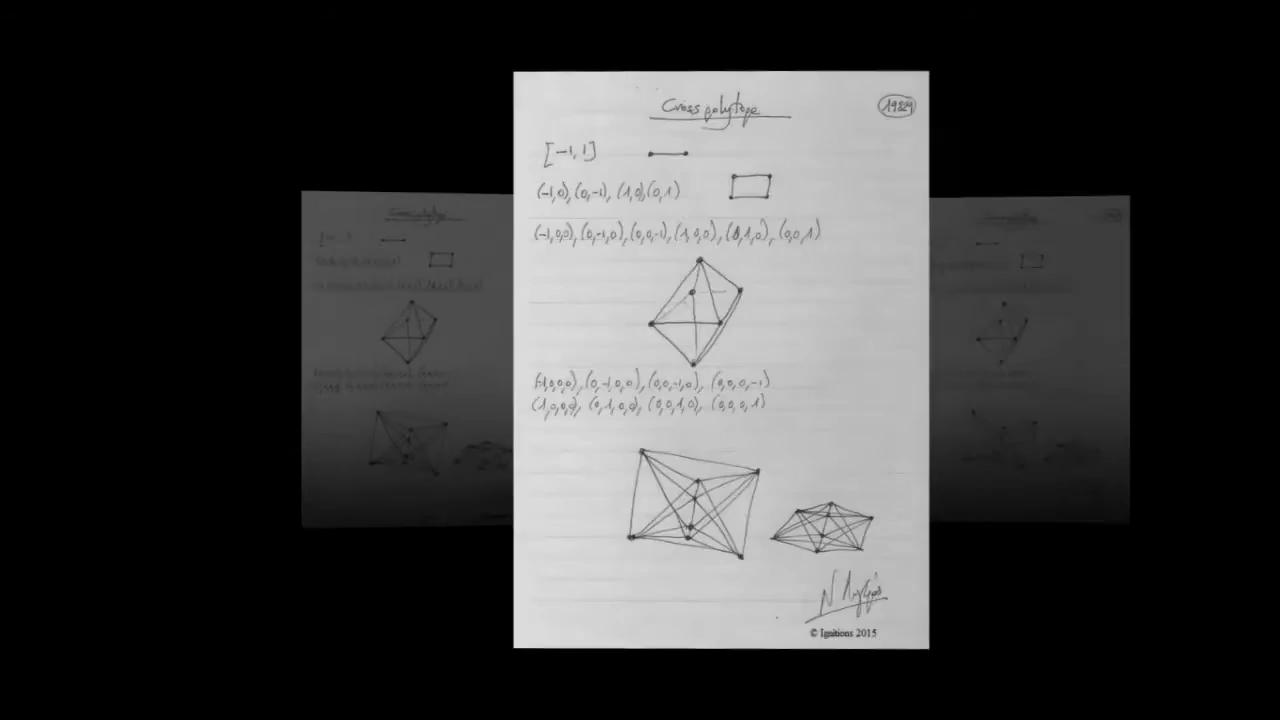 Cross polytope
19829
[-1, 1]
(-1,0), (0,-1), (1,0), (0,1)
(-1,0,0), (0,-1,0), (0,0,-1), (1,0,0), (0,1,0), (0,0,1)
(-1,0,0,0), (0,-1,0,0), (0,0,-1,0), (0,0,0,-1)
(1,0,0,0), (0,1,0,0), (0,0,1,0), (0,0,0,1)
© Ignitions 2015